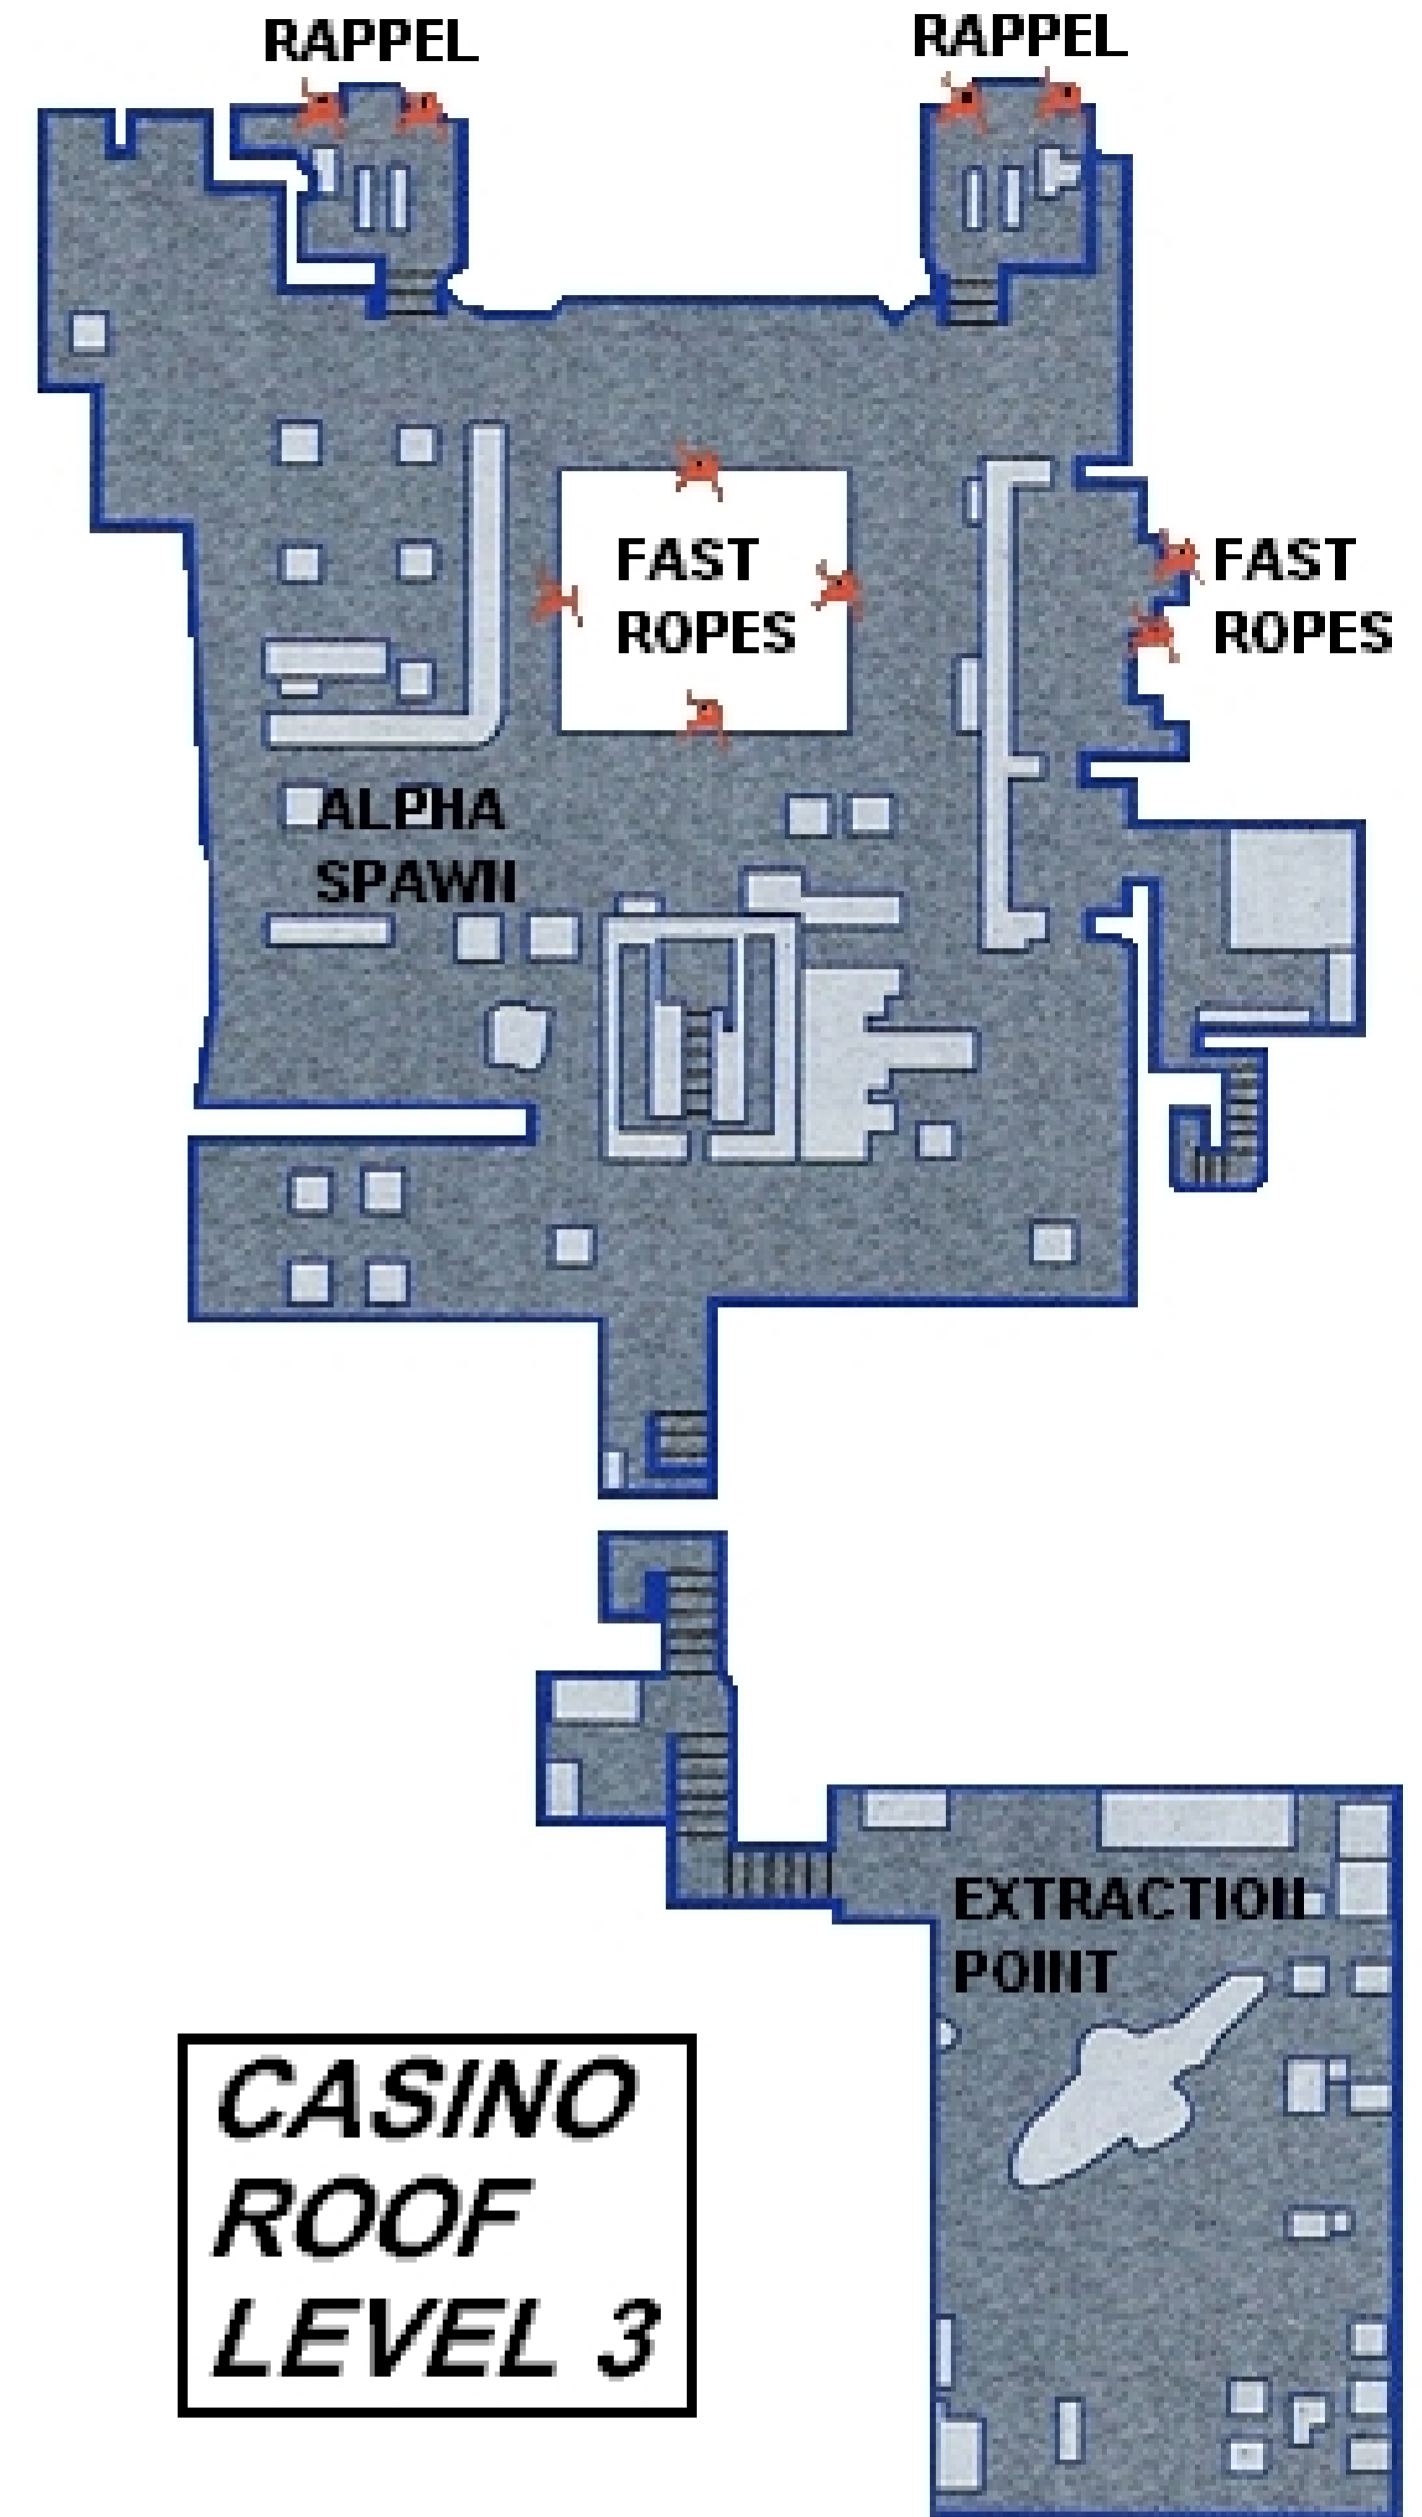 RAPPEL
RAPPEL
FAST
ROPES
FAST
ROPES
ALPHA
SPAWN
EXTRACTION
POINT
CASINO
ROOF
LEVEL 3